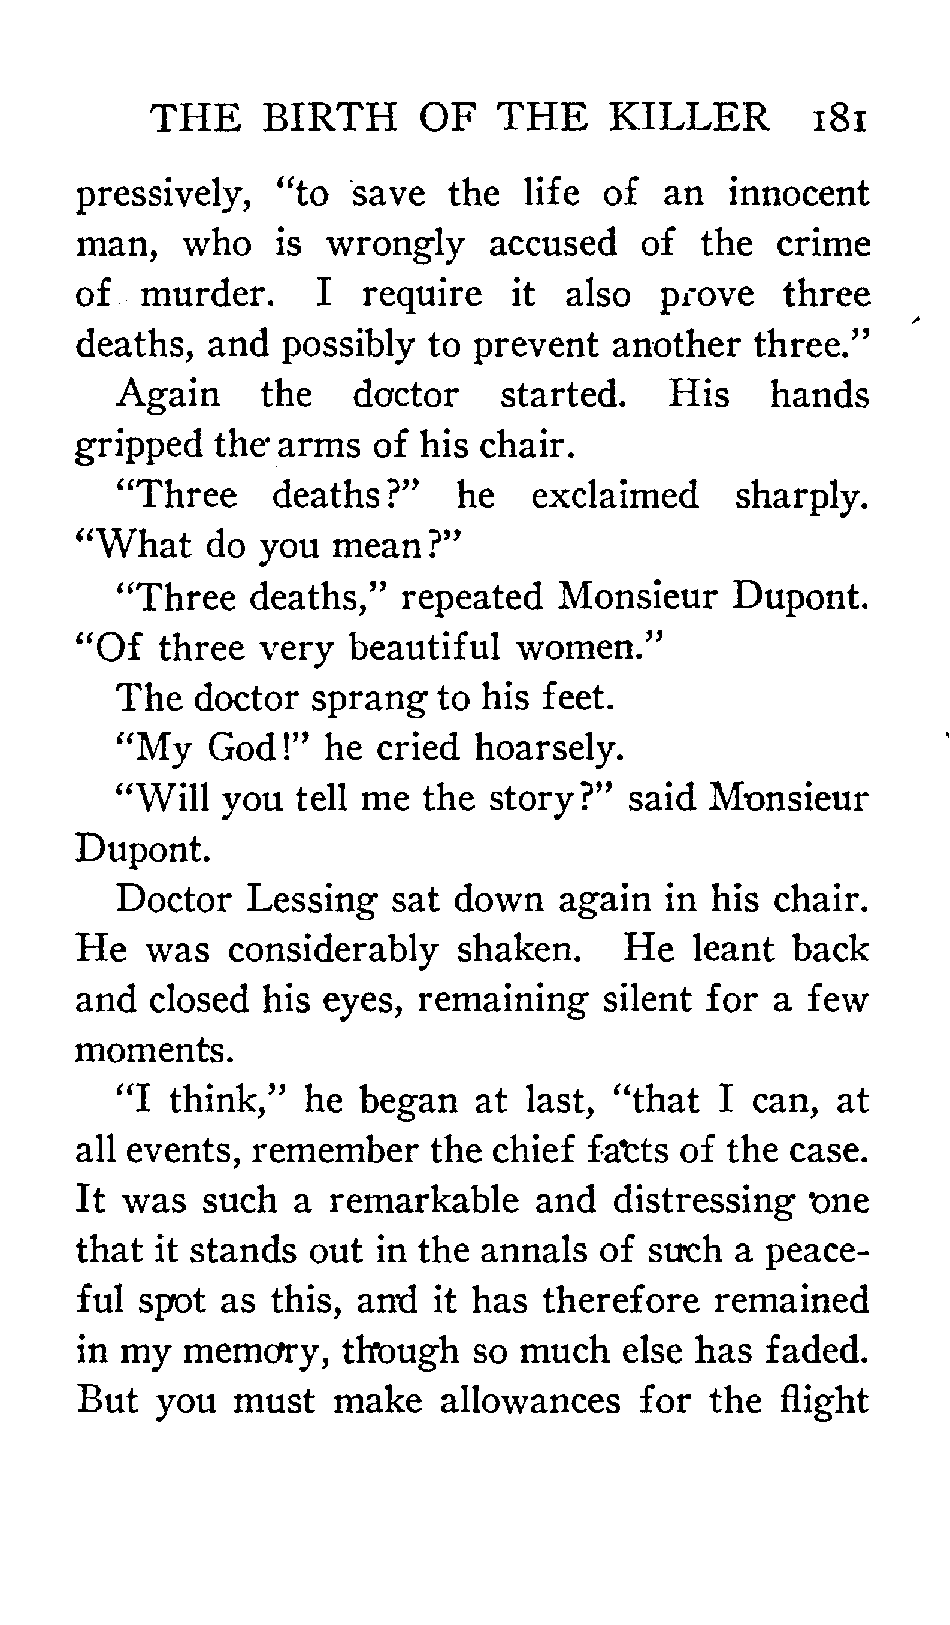 THE BIRTH OF THE KILLER 181
pressively, "to save the life of an innocent
man, who is wrongly accused of the crime
of murder. I require it also prove three
deaths, and possibly to prevent another three."
Again the doctor started. His hands
gripped the arms of his chair.
"Three deaths?" he exclaimed sharply.
"What do you mean?"
"Three deaths," repeated Monsieur Dupont.
"Of three very beautiful women."
The doctor sprang to his feet.
"My God!" he cried hoarsely.
"Will you tell me the story?" said Monsieur
Dupont.
Doctor Lessing sat down again in his chair.
He was considerably shaken. He leant back
and closed his eyes, remaining silent for a few
moments.
"I think," he began at last, "that I can, at
all events, remember the chief facts of the case.
It was such a remarkable and distressing one
that it stands out in the annals of such a peace-
ful spot as this, and it has therefore remained
in my memory, though so much else has faded.
But you must make allowances for the flight